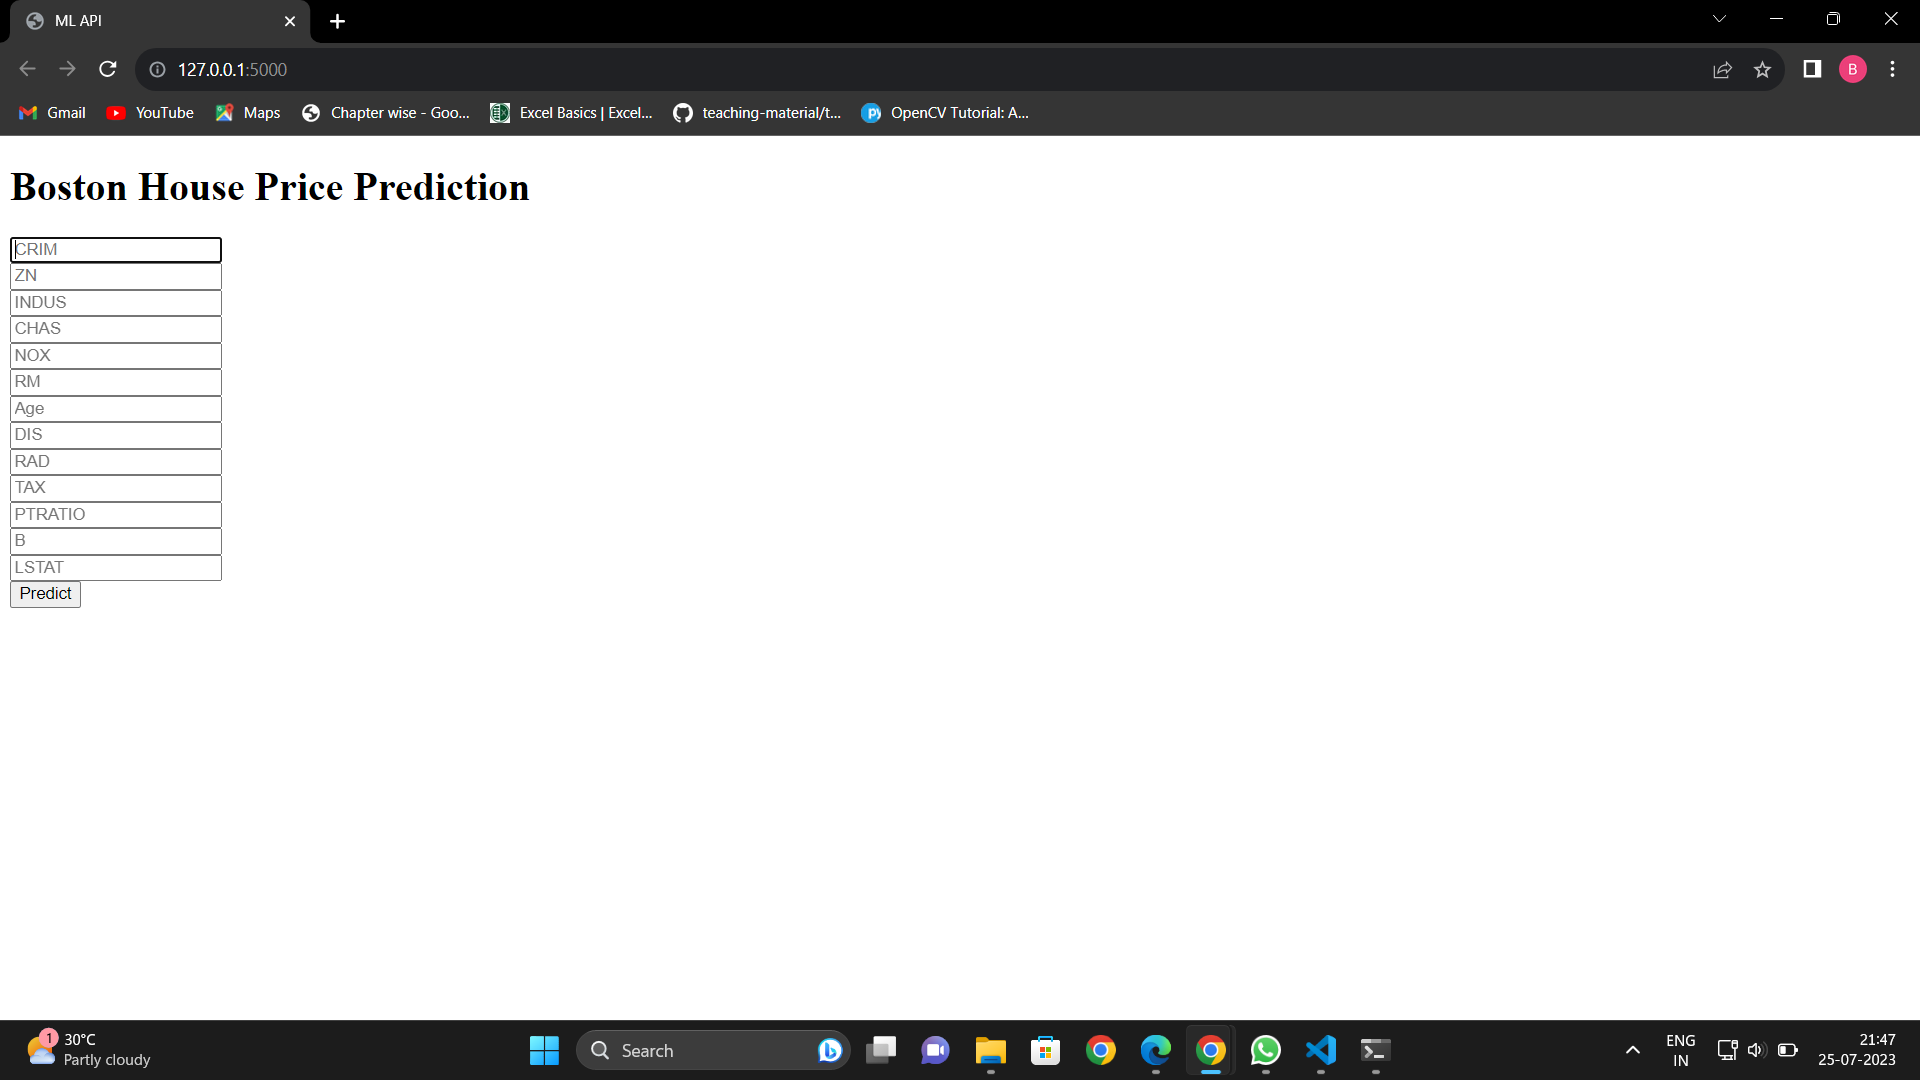 ML API
127.0.0.1:5000
B
Gmail YouTube Maps Chapter wise - Goo... Excel Basics | Excel... teaching-material/t... OpenCV Tutorial: A...
Boston House Price Prediction
CRIM
ZN
INDUS
CHAS
NOX
RM
Age
DIS
RAD
TAX
PTRATIO
B
LSTAT
Predict
1
30°C
Partly cloudy
Search
ENG
IN
21:47
25-07-2023